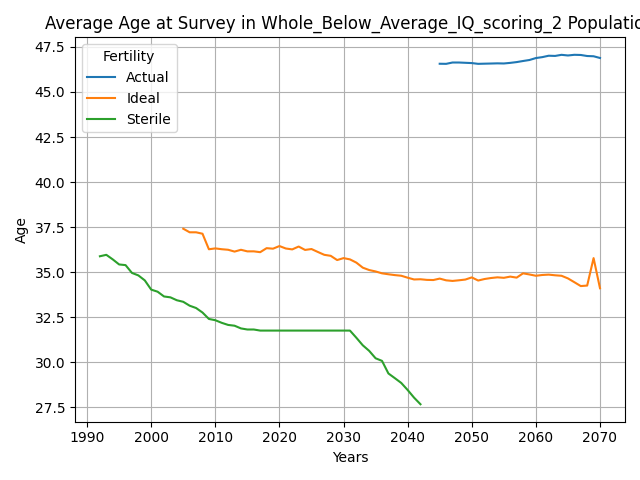 Average Age at Survey in Whole_Below_Average_IQ_scoring_2 Populatio
Fertility
Actual
Ideal
Sterile
47.5
45.0
42.5
40.0
37.5
35.0
32.5
30.0
27.5
Age
1990 2000 2010 2020 2030 2040 2050 2060 2070
Years